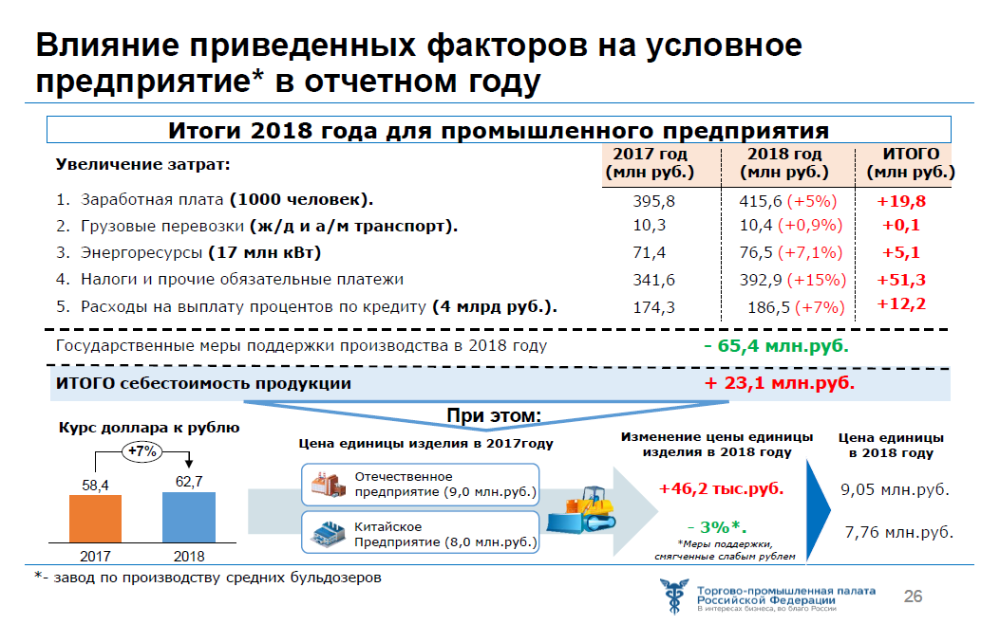 Влияние приведенных факторов на условное
предприятие* в отчетном году
Итоги 2018 года для промышленного предприятия
Увеличение затрат:
2017 год
(млн руб.)
2018 год
(млн руб.)
ИТОГО
(млн руб.)
1. Заработная плата (1000 человек). 395,8 415,6 (+5%) +19,8
2. Грузовые перевозки (ж/д и а/м транспорт). 10,3 10,4 (+0,9%) +0,1
3. Энергоресурсы (17 млн кВт) 71,4 76,5 (+7,1%) +5,1
4. Налоги и прочие обязательные платежи 341,6 392,9 (+15%) +51,3
5. Расходы на выплату процентов по кредиту (4 млрд руб.). 174,3 186,5 (+7%) +12,2
Государственные меры поддержки производства в 2018 году - 65,4 млн.руб.
ИТОГО себестоимость продукции + 23,1 млн.руб.
При этом:
Курс доллара к рублю
+7%
58,4
62,7
2017 2018
Цена единицы изделия в 2017году
Отечественное
предприятие (9,0 млн.руб.)
Китайское
Предприятие (8,0 млн.руб.)
Изменение цены единицы
изделия в 2018 году
+46,2 тыс.руб.
- 3%*.
*Меры поддержки,
смягченные слабым рублем
Цена единицы
в 2018 году
9,05 млн.руб.
7,76 млн.руб.
*- завод по производству средних бульдозеров
Торгово-промышленная палата
Российской Федерации
В интересах бизнеса, во благо России
26